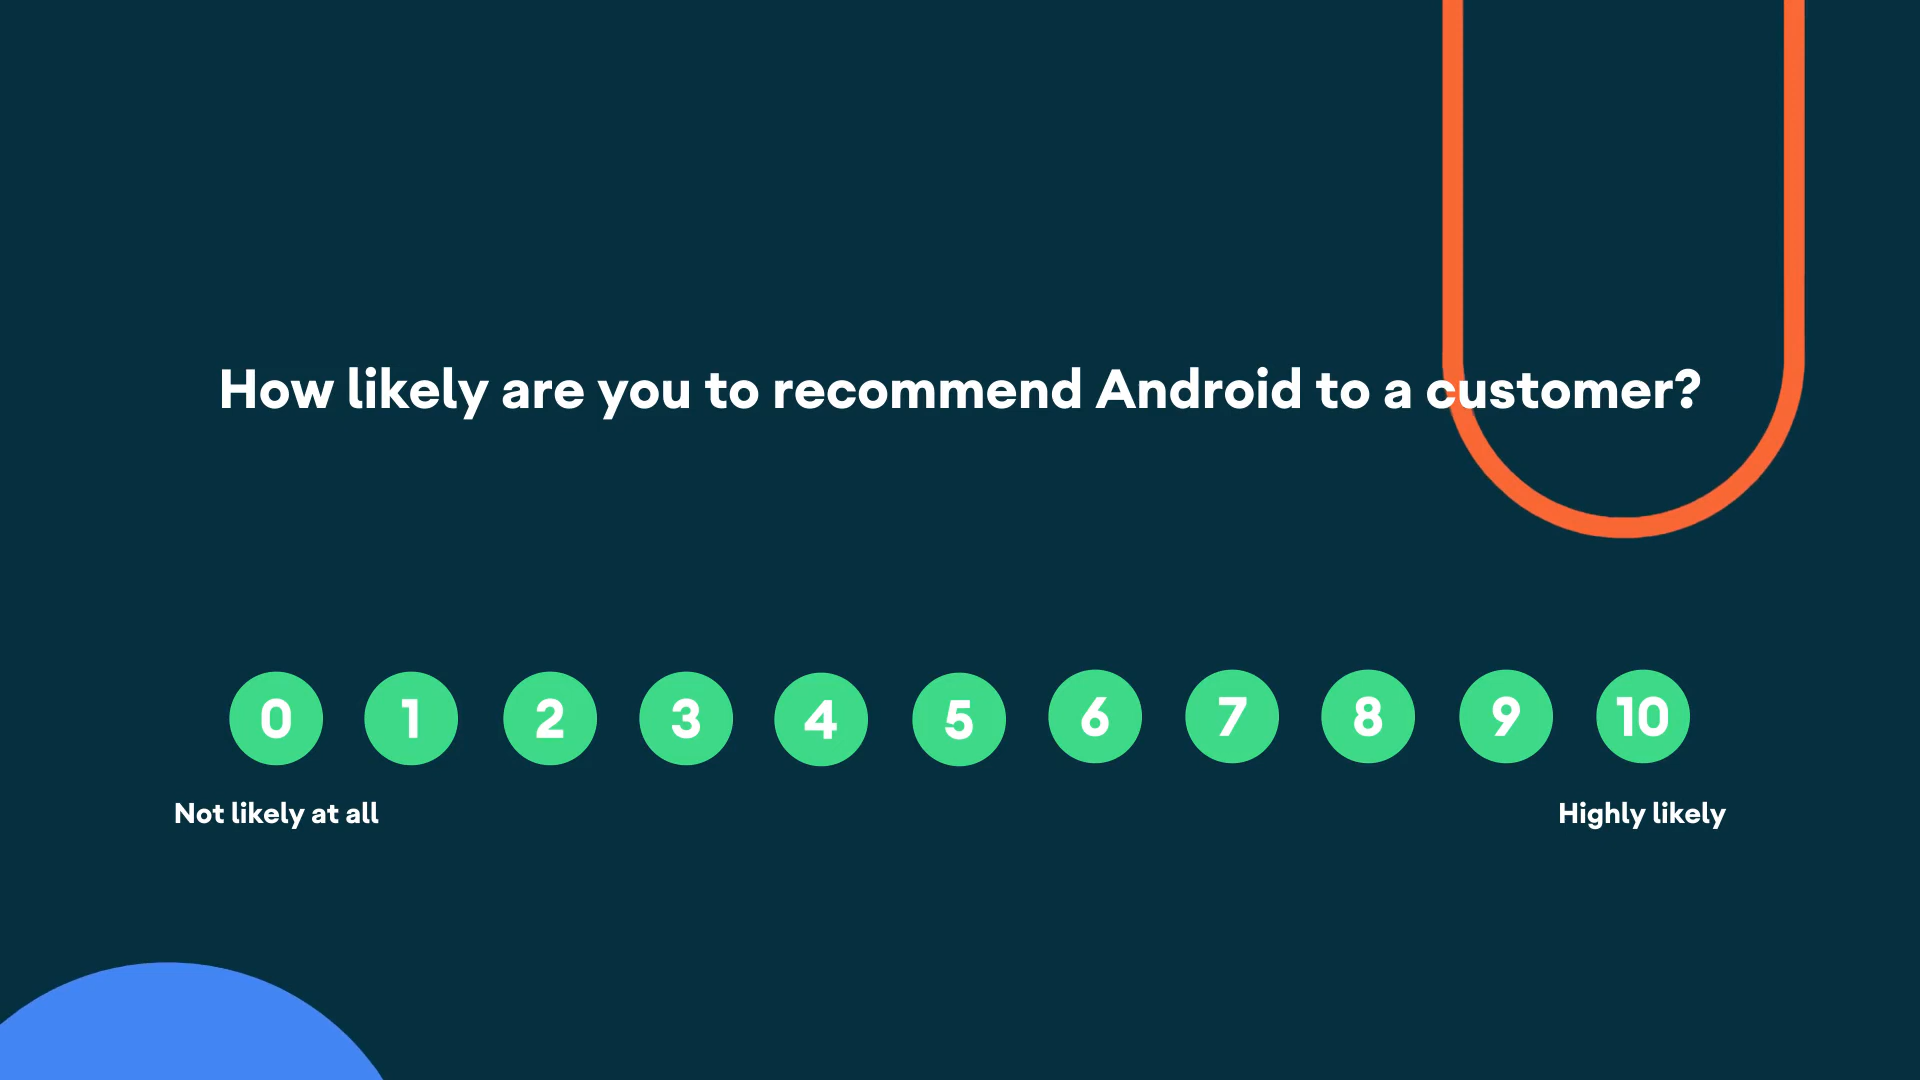 How likely are you to recommend Android to a customer?
0 1 2 3 4 5 6 7 8 9 10
Not likely at all
Highly likely